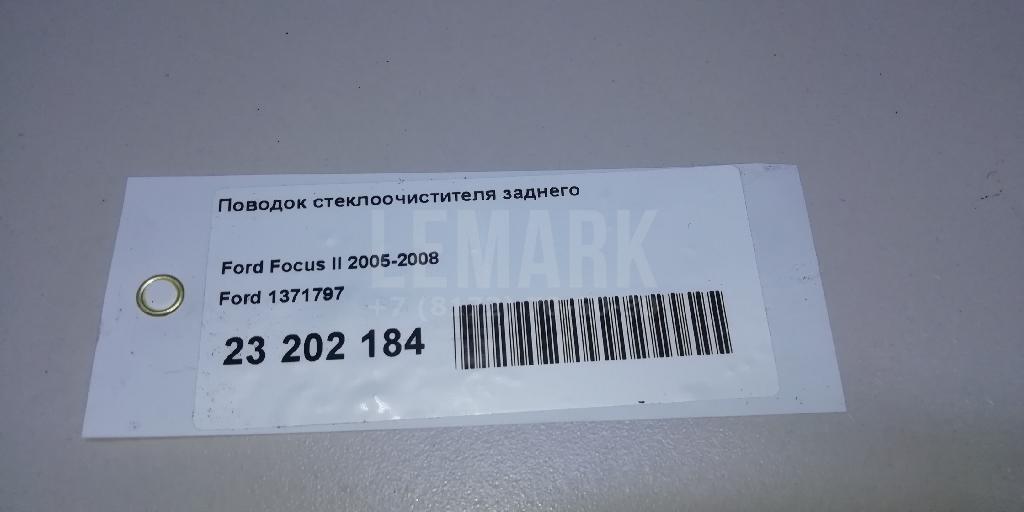 Поводок стеклоочистителя заднего
LEMARK
Ford Focus II 2005-2008
Ford 1371797
23 202 184